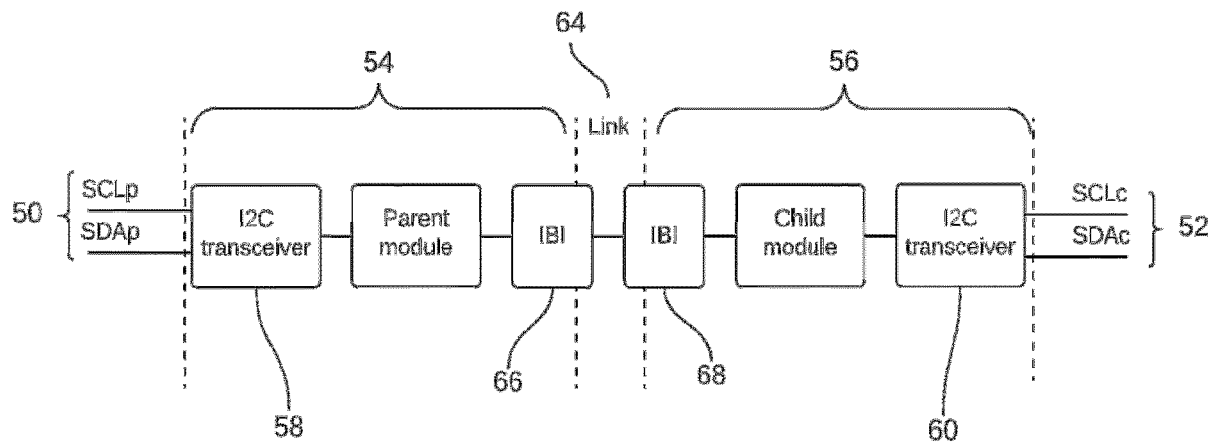 64
54
56
Link
50
SCLp
SDAp
I2C
transceiver
Parent
module
IBI
IBI
Child
module
I2C
transceiver
SCLc
SDAc
52
58
66
68
60